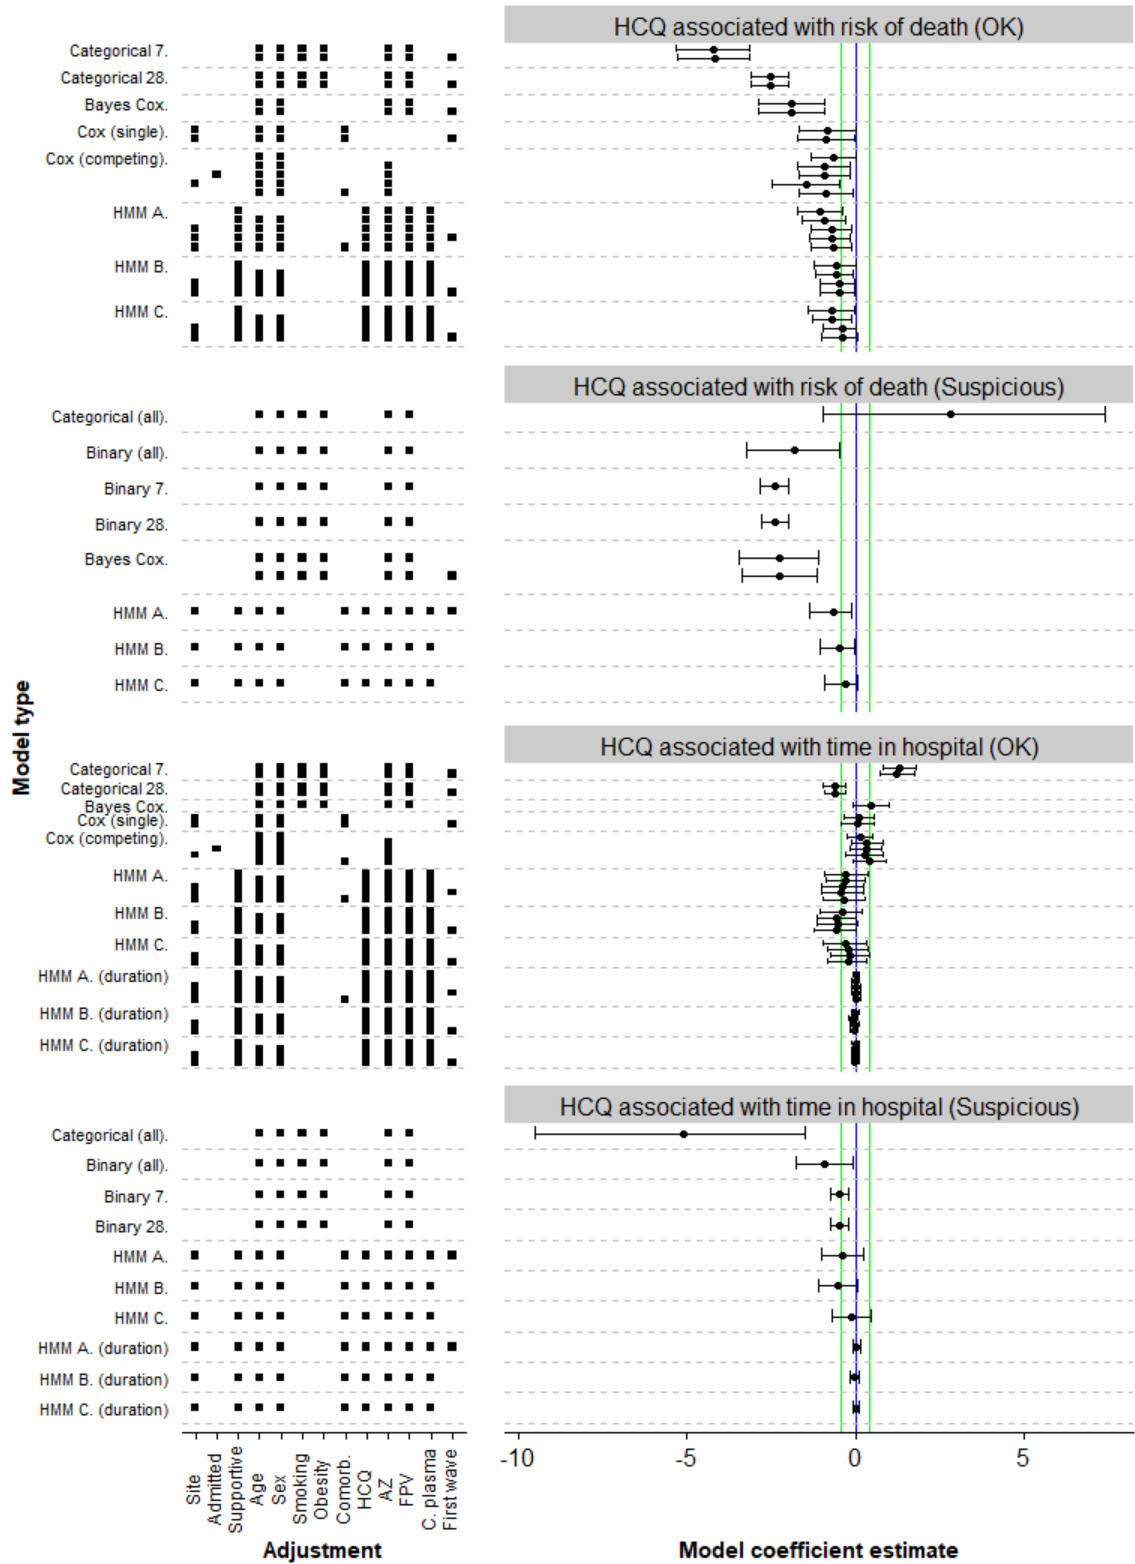 HCQ associated with risk of death (OK)
Categorical 7.
Categorical 28.
Bayes Cox.
Cox (single).
Cox (competing).
HMM A.
HMM B.
HMM C.
HCQ associated with risk of death (Suspicious)
Categorical (all).
Binary (all).
Binary 7.
Binary 28.
Bayes Cox.
HMM A.
HMM B.
HMM C.
Model type
HCQ associated with time in hospital (OK)
Categorical 7.
Categorical 28.
Bayes Cox.
Cox (single).
Cox (competing).
HMM A.
HMM B.
HMM C.
HMM A. (duration)
HMM B. (duration)
HMM C. (duration)
HCQ associated with time in hospital (Suspicious)
Categorical (all).
Binary (all).
Binary 7.
Binary 28.
HMM A.
HMM B.
HMM C.
HMM A. (duration)
HMM B. (duration)
HMM C. (duration)
Site
Admitted
Supportive
Age
Sex
Smoking
Obesity
Comorb.
HCQ
AZ
FPV
C. plasma
First wave
-10 -5 0 5
Adjustment
Model coefficient estimate